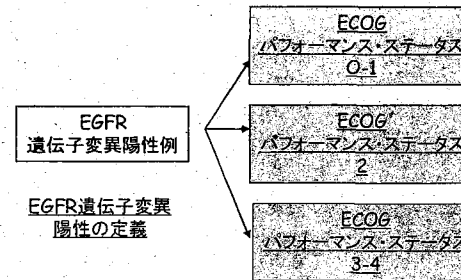 ECOG
パフォーマンス・ステータス
0-1
EGFR
遺伝子変異陽性例
ECOG
パフォーマンス・ステータス
2
EGFR遺伝子変異
陽性の定義
ECOG
パフォーマンス・ステータス
3-4